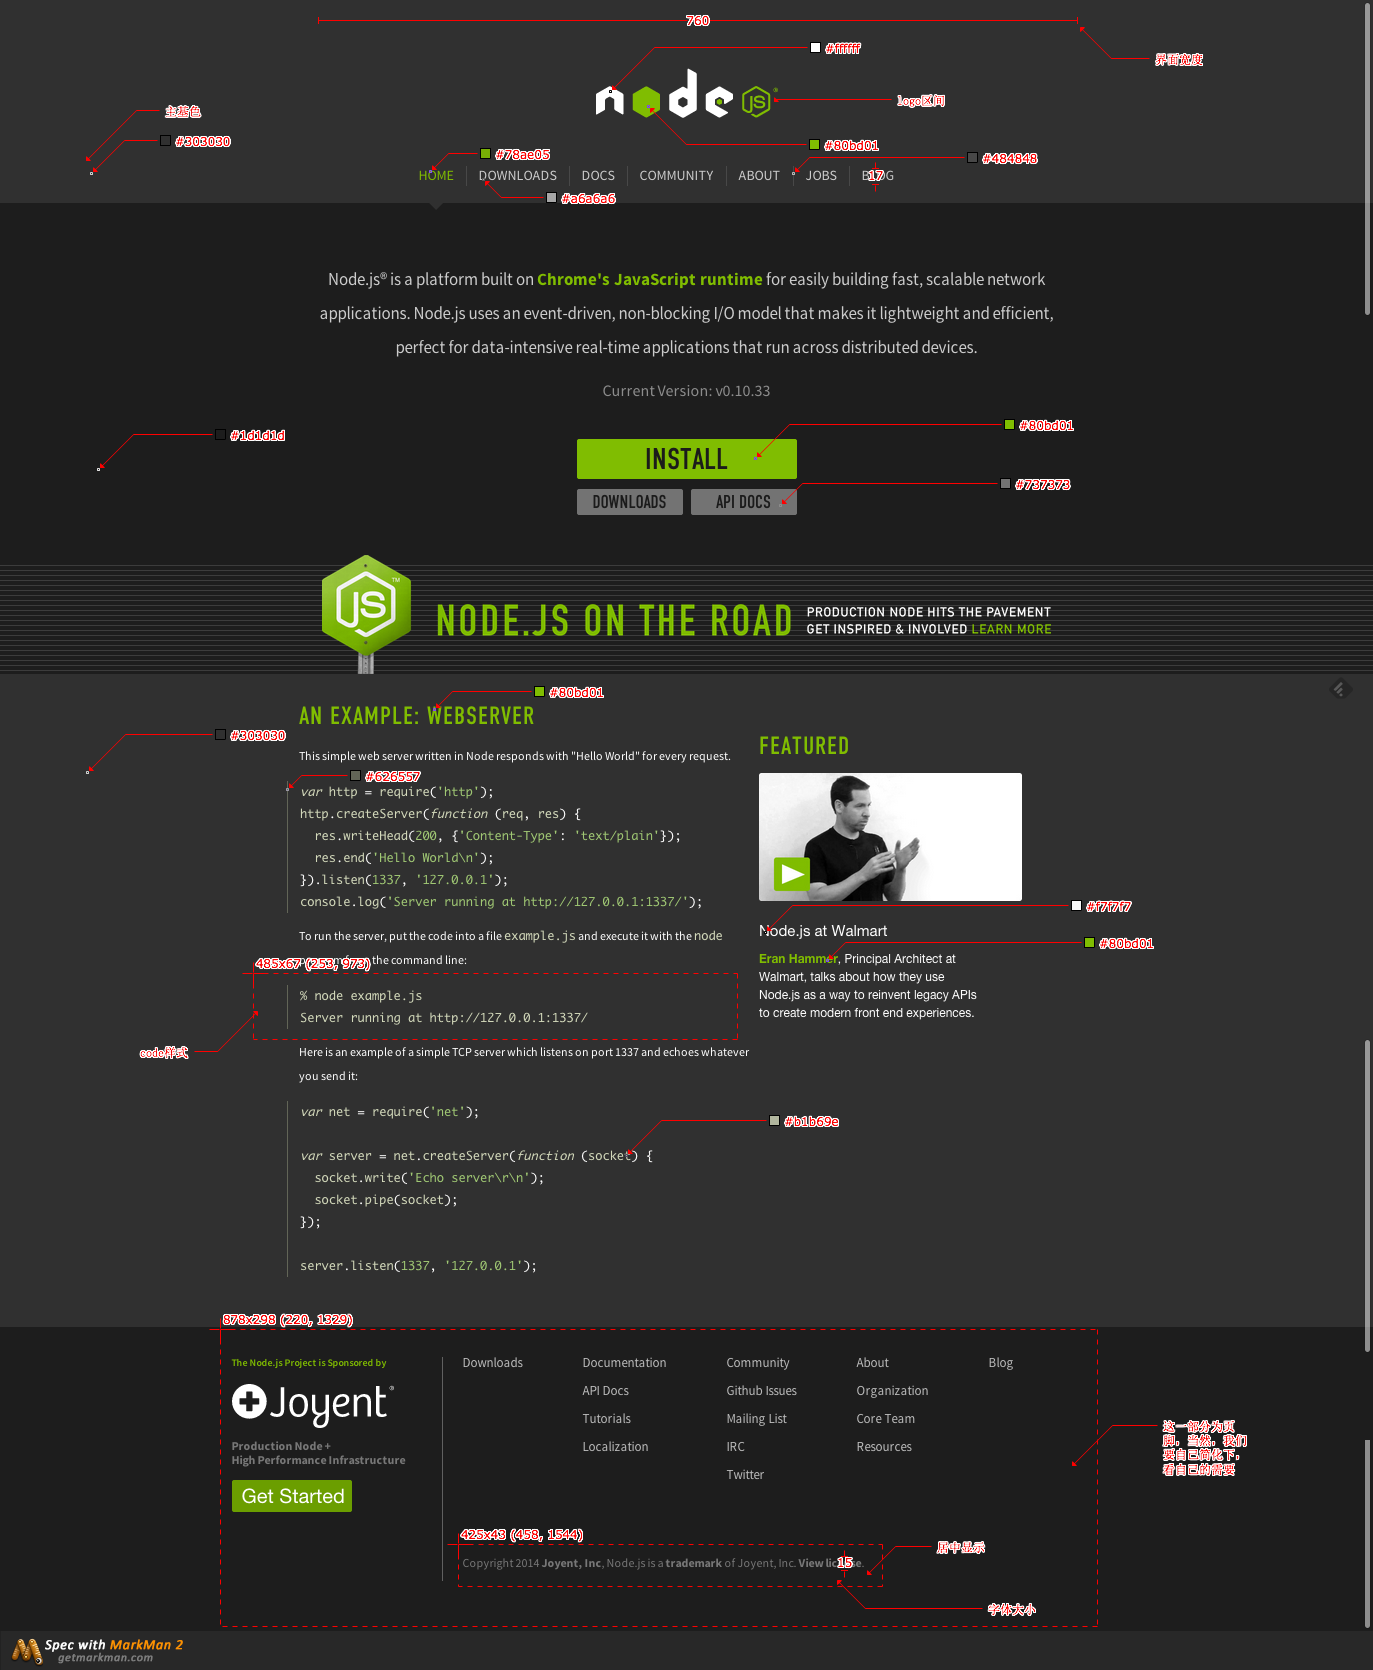 760
#ffffff
界面宽度
node JS
logo区间
主基色
#303030
#80bd01
#78ae05
#484848
HOME
DOWNLOADS
DOCS
COMMUNITY
ABOUT
JOBS
BLOG
17
#a6a6a6
Node.js® is a platform built on Chrome's JavaScript runtime for easily building fast, scalable network
applications. Node.js uses an event-driven, non-blocking I/O model that makes it lightweight and efficient,
perfect for data-intensive real-time applications that run across distributed devices.
Current Version: v0.10.33
#80bd01
#1d1d1d
INSTALL
#737373
DOWNLOADS
API DOCS
JS™
NODE.JS ON THE ROAD
PRODUCTION NODE HITS THE PAVEMENT
GET INSPIRED & INVOLVED LEARN MORE
#80bd01
AN EXAMPLE: WEBSERVER
#303030
This simple web server written in Node responds with "Hello World" for every request.
#626557
var http = require('http');
http.createServer(function (req, res) {
res.writeHead(200, {'Content-Type': 'text/plain'});
res.end('Hello World\n');
}).listen(1337, '127.0.0.1');
console.log('Server running at http://127.0.0.1:1337/');
To run the server, put the code into a file example.js and execute it with the node
the command line:
485x67 (253, 973)
% node example.js
Server running at http://127.0.0.1:1337/
code样式
Here is an example of a simple TCP server which listens on port 1337 and echoes whatever
you send it:
var net = require('net');
#b1b69e
var server = net.createServer(function (socket) {
socket.write('Echo server\r\n');
socket.pipe(socket);
});
server.listen(1337, '127.0.0.1');
FEATURED
#f7f7f7
Node.js at Walmart
#80bd01
Eran Hammer, Principal Architect at
Walmart, talks about how they use
Node.js as a way to reinvent legacy APIs
to create modern front end experiences.
878x298 (220, 1329)
The Node.js Project is Sponsored by
Joyent®
Production Node +
High Performance Infrastructure
Get Started
Downloads
Documentation
API Docs
Tutorials
Localization
Community
Github Issues
Mailing List
IRC
Twitter
About
Organization
Core Team
Resources
Blog
这一部分为页
脚，当然，我们
要自己简化下，
看自己的需要
425x43 (458, 1544)
Copyright 2014 Joyent, Inc, Node.js is a trademark of Joyent, Inc. View license.
15
居中显示
字体大小
Spec with MarkMan 2
getmarkman.com